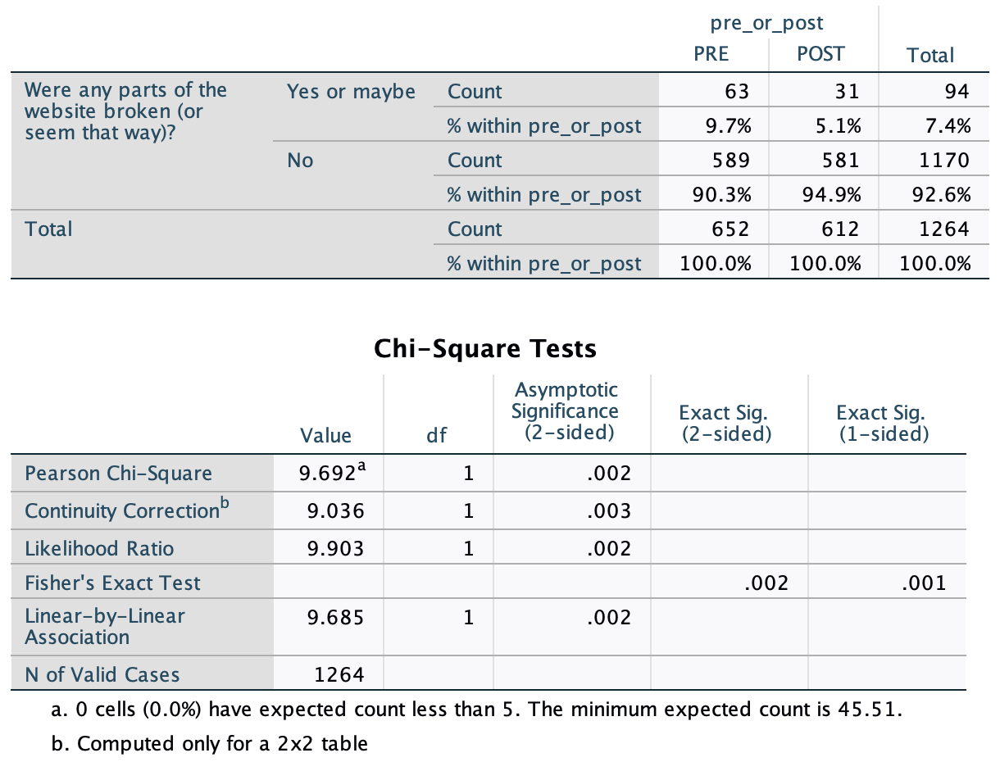 pre_or_post
PRE POST Total
Were any parts of the website broken (or seem that way)? Yes or maybe Count 63 31 94
% within pre_or_post 9.7% 5.1% 7.4%
No Count 589 581 1170
% within pre_or_post 90.3% 94.9% 92.6%
Total Count 652 612 1264
% within pre_or_post 100.0% 100.0% 100.0%
Chi-Square Tests
Value df Asymptotic Significance (2-sided) Exact Sig. (2-sided) Exact Sig. (1-sided)
Pearson Chi-Square 9.692a 1 .002
Continuity Correctionb 9.036 1 .003
Likelihood Ratio 9.903 1 .002
Fisher's Exact Test .002 .001
Linear-by-Linear Association 9.685 1 .002
N of Valid Cases 1264
a. 0 cells (0.0%) have expected count less than 5. The minimum expected count is 45.51.
b. Computed only for a 2x2 table